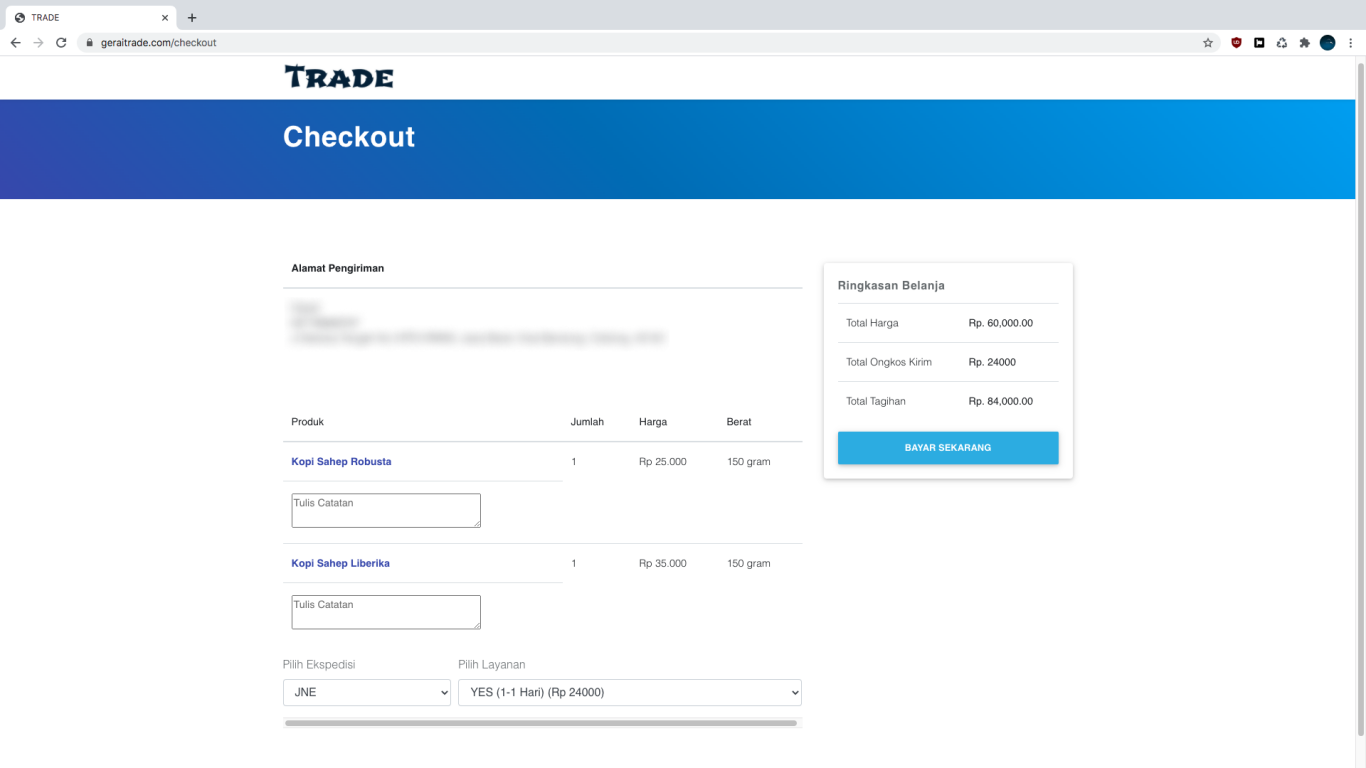 TRADE
geraitrade.com/checkout
TRADE
Checkout
Alamat Pengiriman
Produk Jumlah Harga Berat
Kopi Sahep Robusta 1 Rp 25.000 150 gram
Tulis Catatan
Kopi Sahep Liberika 1 Rp 35.000 150 gram
Tulis Catatan
Pilih Ekspedisi Pilih Layanan
JNE YES (1-1 Hari) (Rp 24000)
Ringkasan Belanja
Total Harga Rp. 60,000.00
Total Ongkos Kirim Rp. 24000
Total Tagihan Rp. 84,000.00
BAYAR SEKARANG